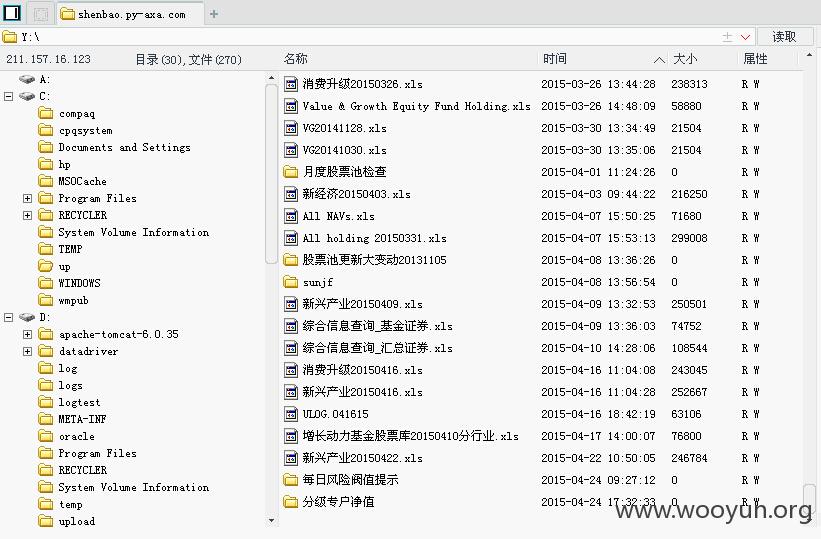 shenbao.py-axa.com
Y:\
读取
211.157.16.123 目录(30),文件(270) 名称 时间 大小 属性
A:
C:
compaq
cpqsystem
Documents and Settings
hp
MSOCache
Program Files
RECYCLER
System Volume Information
TEMP
up
WINDOWS
wmpub
D:
apache-tomcat-6.0.35
datadriver
log
logs
logtest
META-INF
oracle
Program Files
RECYCLER
System Volume Information
temp
upload
消费升级20150326.xls 2015-03-26 13:44:28 238313 R W
Value & Growth Equity Fund Holding.xls 2015-03-26 14:48:09 58880 R W
VG20141128.xls 2015-03-30 13:34:49 21504 R W
VG20141030.xls 2015-03-30 13:35:06 21504 R W
月度股票池检查 2015-04-01 11:24:26 0 R W
新经济20150403.xls 2015-04-03 09:44:22 216250 R W
All NAVs.xls 2015-04-07 15:50:25 71680 R W
All holding 20150331.xls 2015-04-07 15:53:13 299008 R W
股票池更新大变动20131105 2015-04-08 13:36:26 0 R W
sunjf 2015-04-08 13:56:54 0 R W
新兴产业20150409.xls 2015-04-09 13:32:53 250501 R W
综合信息查询_基金证券.xls 2015-04-09 13:36:03 74752 R W
综合信息查询_汇总证券.xls 2015-04-10 14:28:06 108544 R W
消费升级20150416.xls 2015-04-16 11:04:08 243045 R W
新兴产业20150416.xls 2015-04-16 11:04:28 252667 R W
ULOG.041615 2015-04-16 18:42:19 63106 R W
增长动力基金股票库20150410分行业.xls 2015-04-17 14:00:07 76800 R W
新兴产业20150422.xls 2015-04-22 10:50:05 246784 R W
每日风险阀值提示 2015-04-24 09:27:12 0 R W
分级专户净值 2015-04-24 17:32:33 0 R W
www.wooyun.org